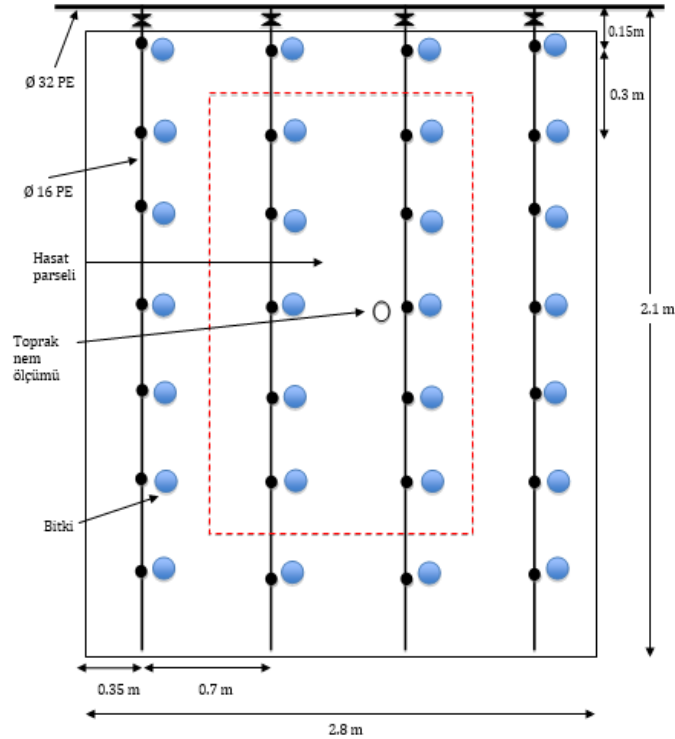 0.15m
Ø 32 PE
0.3 m
Ø 16 PE
Hasat
parseli
2.1 m
Toprak
nem
ölçümü
Bitki
0.35 m
0.7 m
2.8 m